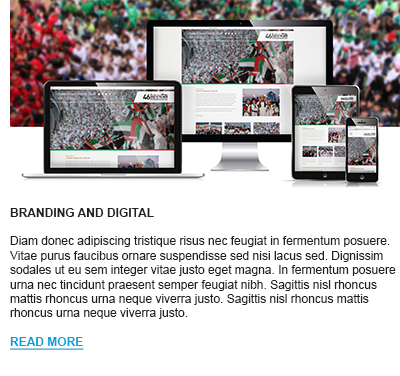 BRANDING AND DIGITAL
Diam donec adipiscing tristique risus nec feugiat in fermentum posuere.
Vitae purus faucibus ornare suspendisse sed nisi lacus sed. Dignissim
sodales ut eu sem integer vitae justo eget magna. In fermentum posuere
urna nec tincidunt praesent semper feugiat nibh. Sagittis nisl rhoncus
mattis rhoncus urna neque viverra justo. Sagittis nisl rhoncus mattis
rhoncus urna neque viverra justo.
READ MORE